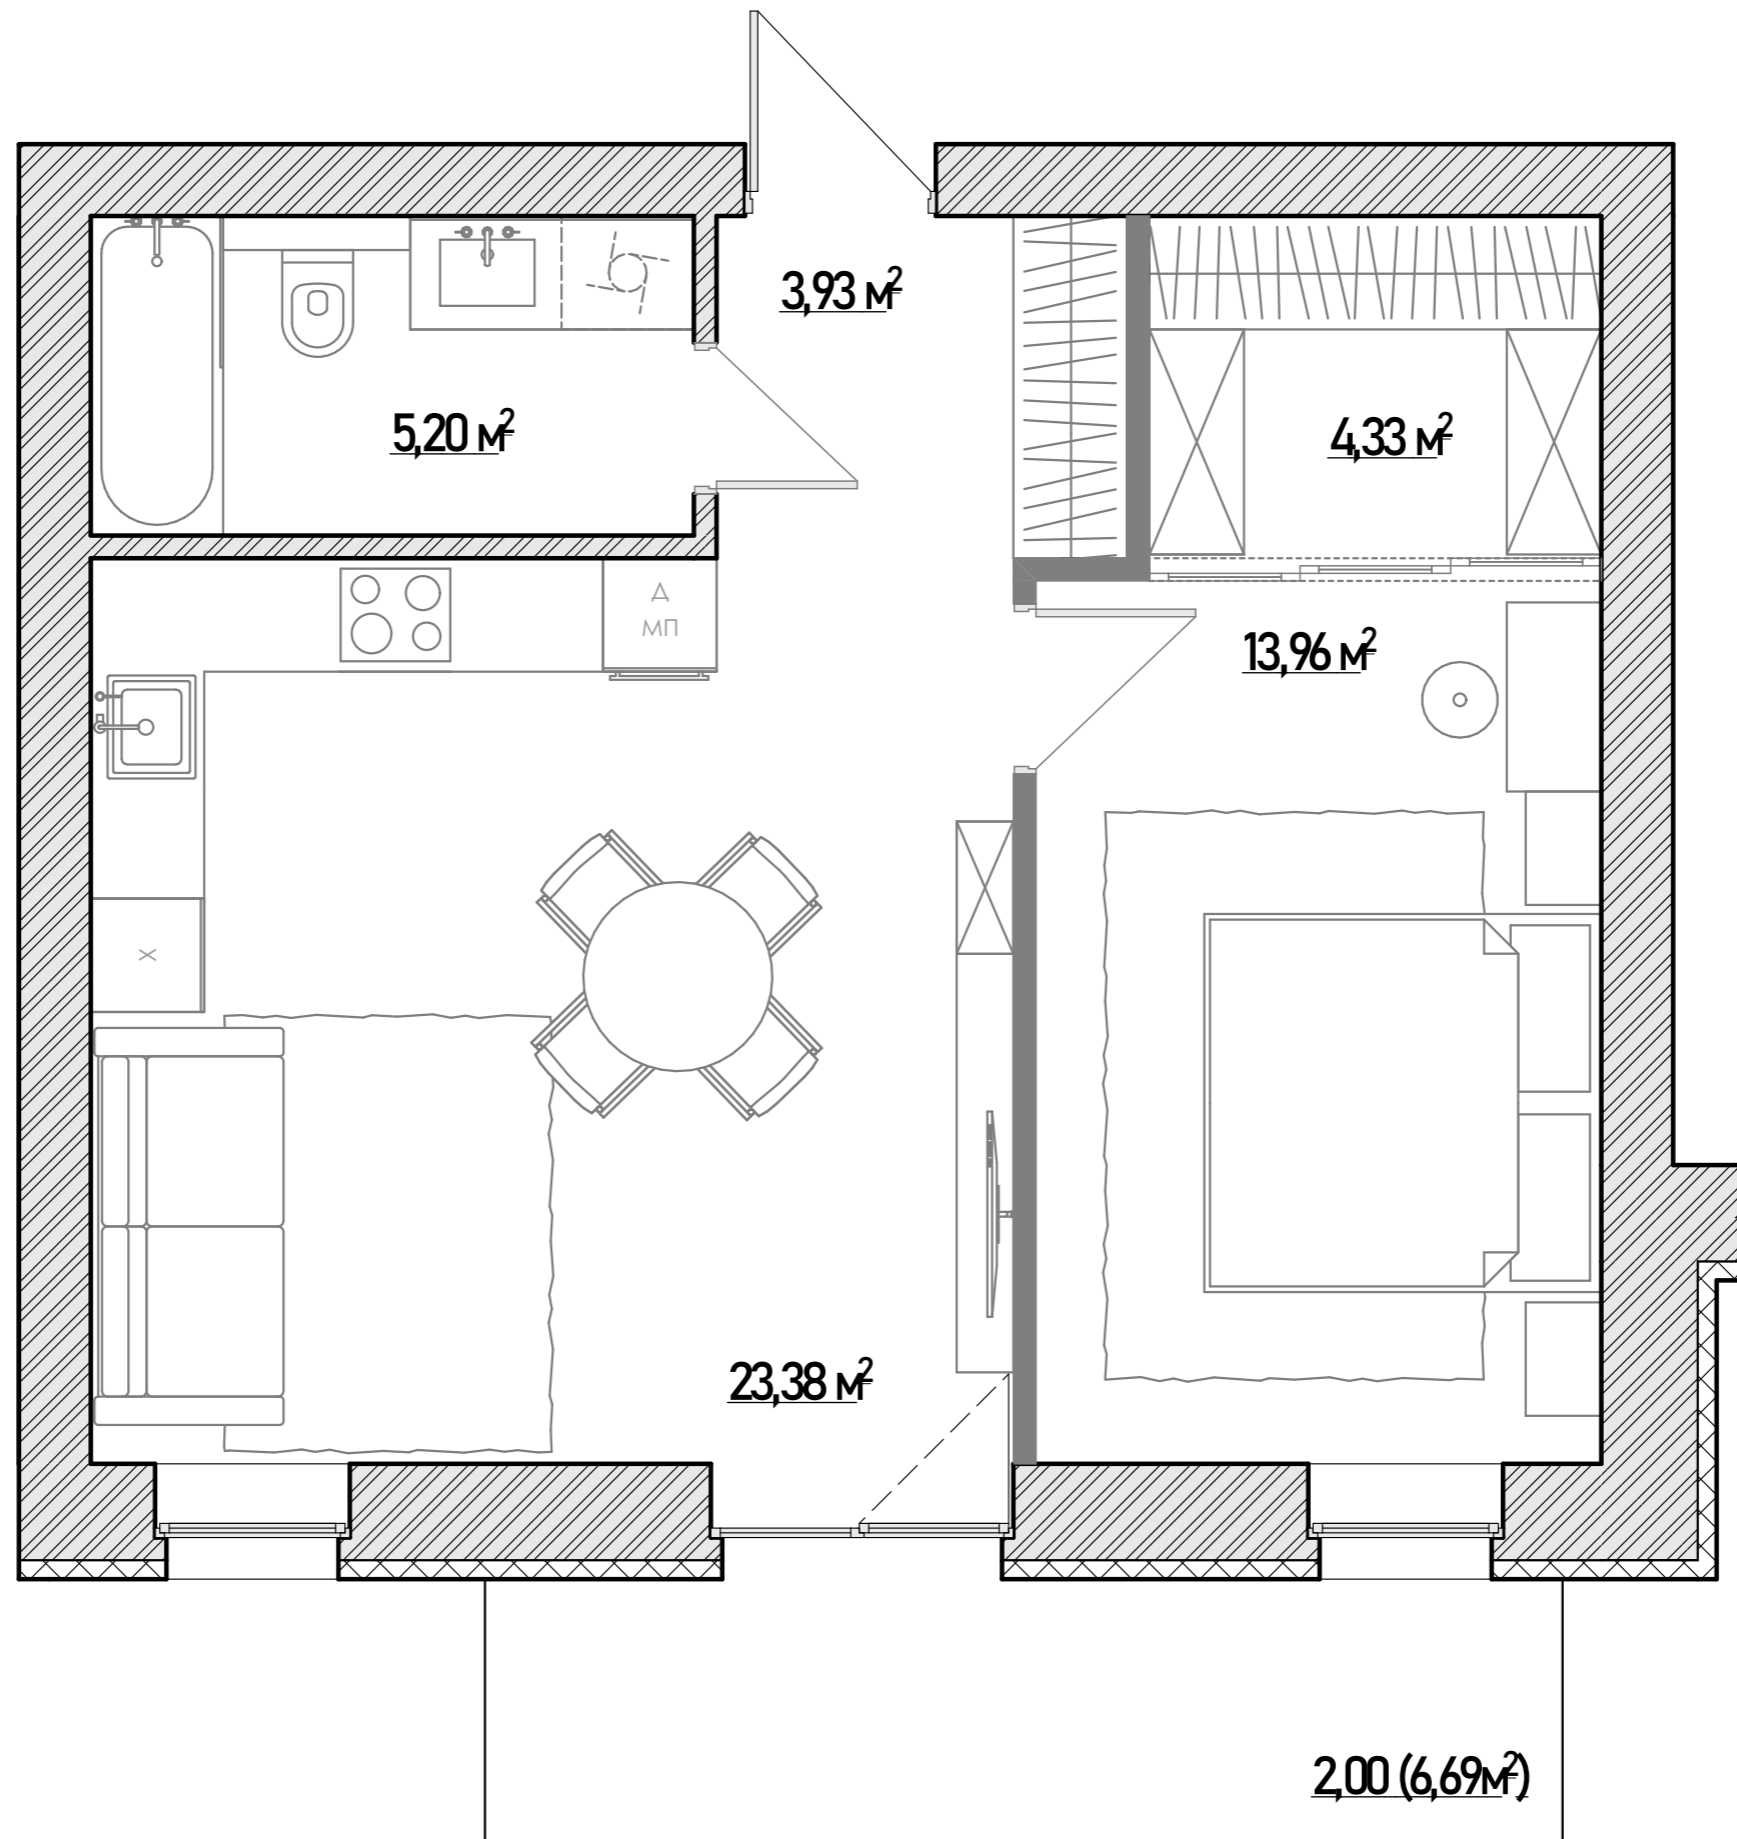 3,93 м²
5,20 м²
4,33 м²
Д
МП
13,96 м²
Х
23,38 м²
2,00 (6,69м²)